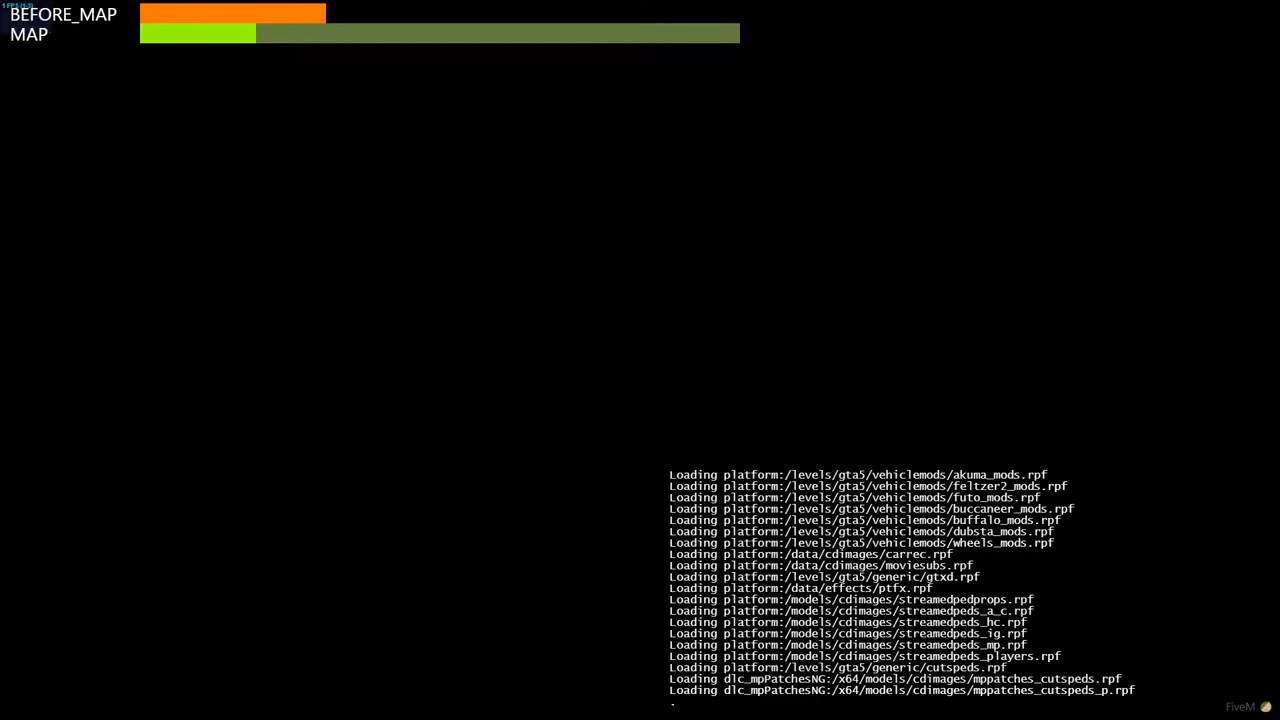 1 FPS (1.3)
BEFORE_MAP
MAP
Loading platform:/levels/gta5/vehiclemods/akuma_mods.rpf
Loading platform:/levels/gta5/vehiclemods/feltzer2_mods.rpf
Loading platform:/levels/gta5/vehiclemods/futo_mods.rpf
Loading platform:/levels/gta5/vehiclemods/buccaneer_mods.rpf
Loading platform:/levels/gta5/vehiclemods/buffalo_mods.rpf
Loading platform:/levels/gta5/vehiclemods/dubsta_mods.rpf
Loading platform:/levels/gta5/vehiclemods/wheels_mods.rpf
Loading platform:/data/cdimages/carrec.rpf
Loading platform:/data/cdimages/moviesubs.rpf
Loading platform:/levels/gta5/generic/gtxd.rpf
Loading platform:/data/effects/ptfx.rpf
Loading platform:/models/cdimages/streamedpedprops.rpf
Loading platform:/models/cdimages/streamedpeds_a_c.rpf
Loading platform:/models/cdimages/streamedpeds_hc.rpf
Loading platform:/models/cdimages/streamedpeds_ig.rpf
Loading platform:/models/cdimages/streamedpeds_mp.rpf
Loading platform:/models/cdimages/streamedpeds_players.rpf
Loading platform:/levels/gta5/generic/cutspeds.rpf
Loading dlc_mpPatchesNG:/x64/models/cdimages/mppatches_cutspeds.rpf
Loading dlc_mpPatchesNG:/x64/models/cdimages/mppatches_cutspeds_p.rpf
FiveM